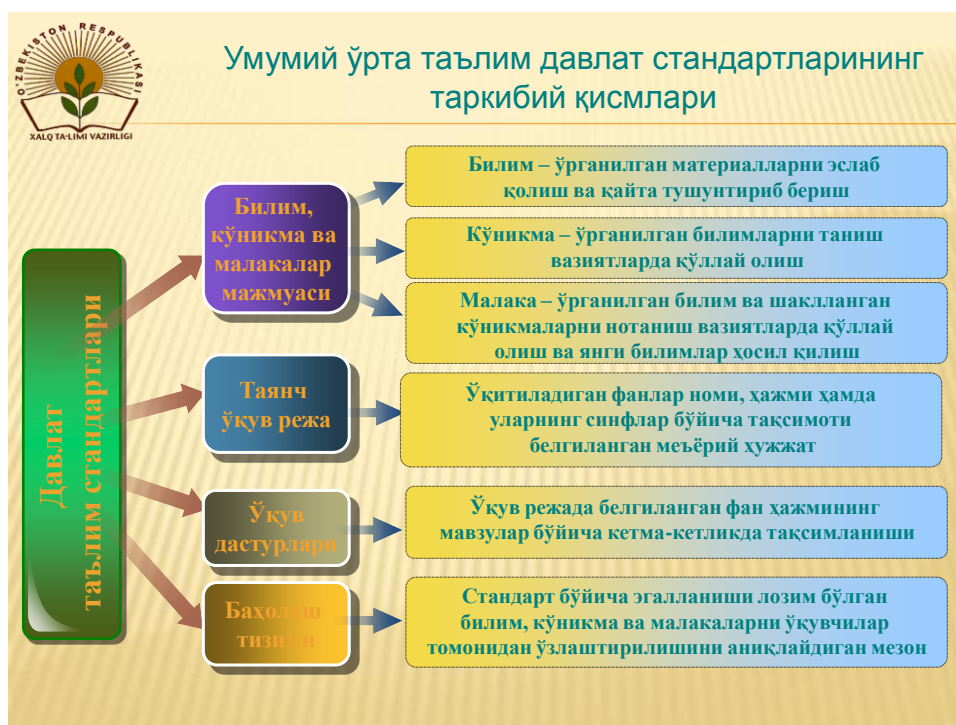 O'ZBEKISTON RESPUBLIKASI
XALQ TA'LIMI VAZIRLIGI
Умумий ўрта таълим давлат стандартларининг
таркибий қисмлари
Давлат
таълим стандартлари
Билим,
кўникма ва
малакалар
мажмуаси
Билим – ўрганилган материалларни эслаб
қолиш ва қайта тушунтириб бериш
Кўникма – ўрганилган билимларни таниш
вазиятларда қўллай олиш
Малака – ўрганилган билим ва шаклланган
кўникмаларни нотаниш вазиятларда қўллай
олиш ва янги билимлар ҳосил қилиш
Таянч
ўқув режа
Ўқитиладиган фанлар номи, ҳажми ҳамда
уларнинг синфлар бўйича тақсимоти
белгиланган меъёрий ҳужжат
Ўқув
дастурлари
Ўқув режада белгиланган фан ҳажмининг
мавзулар бўйича кетма-кетликда тақсимланиши
Баҳолаш
тизими
Стандарт бўйича эгалланиши лозим бўлган
билим, кўникма ва малакаларни ўқувчилар
томонидан ўзлаштирилишини аниқлайдиган мезон